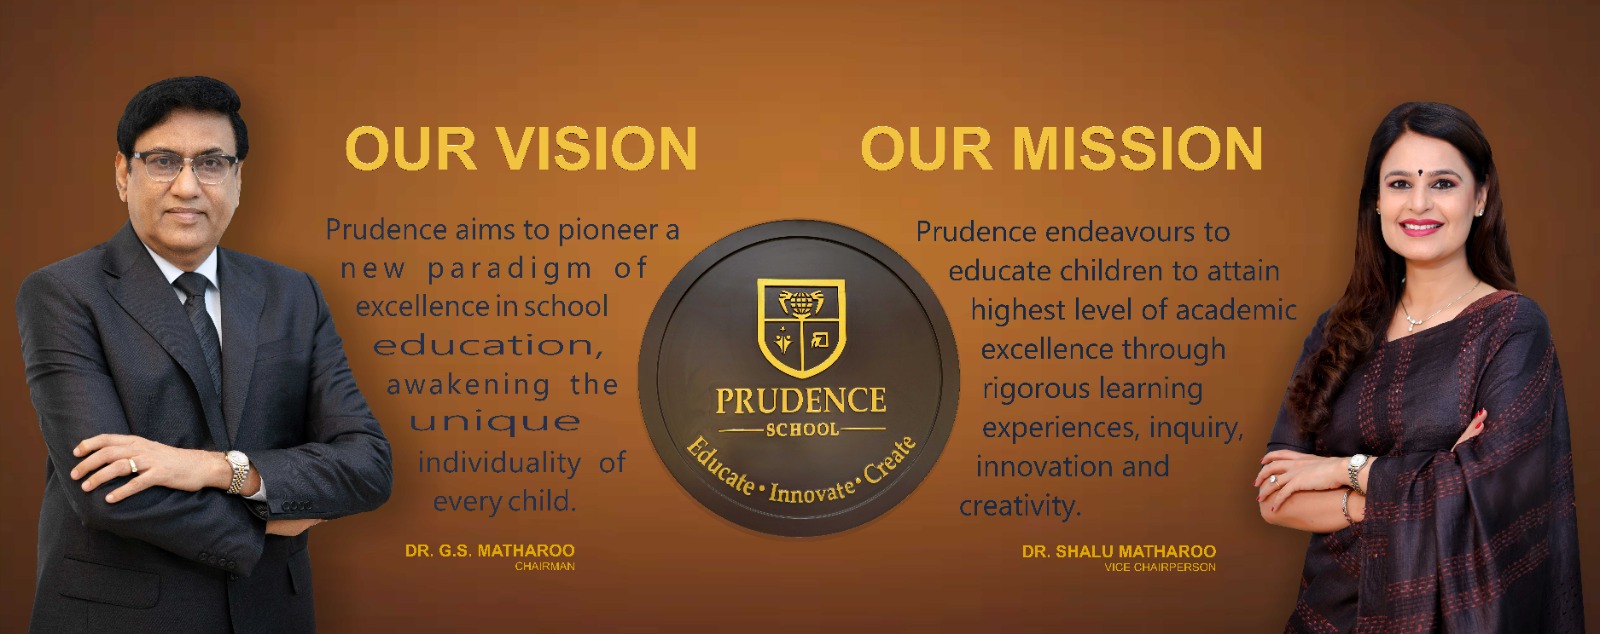 OUR VISION
Prudence aims to pioneer a
new paradigm of
excellence in school
education,
awakening the
unique
individuality of
every child.
DR. G.S. MATHAROO
CHAIRMAN
PRUDENCE
SCHOOL
Educate • Innovate • Create
OUR MISSION
Prudence endeavours to
educate children to attain
highest level of academic
excellence through
rigorous learning
experiences, inquiry,
innovation and
creativity.
DR. SHALU MATHAROO
VICE CHAIRPERSON